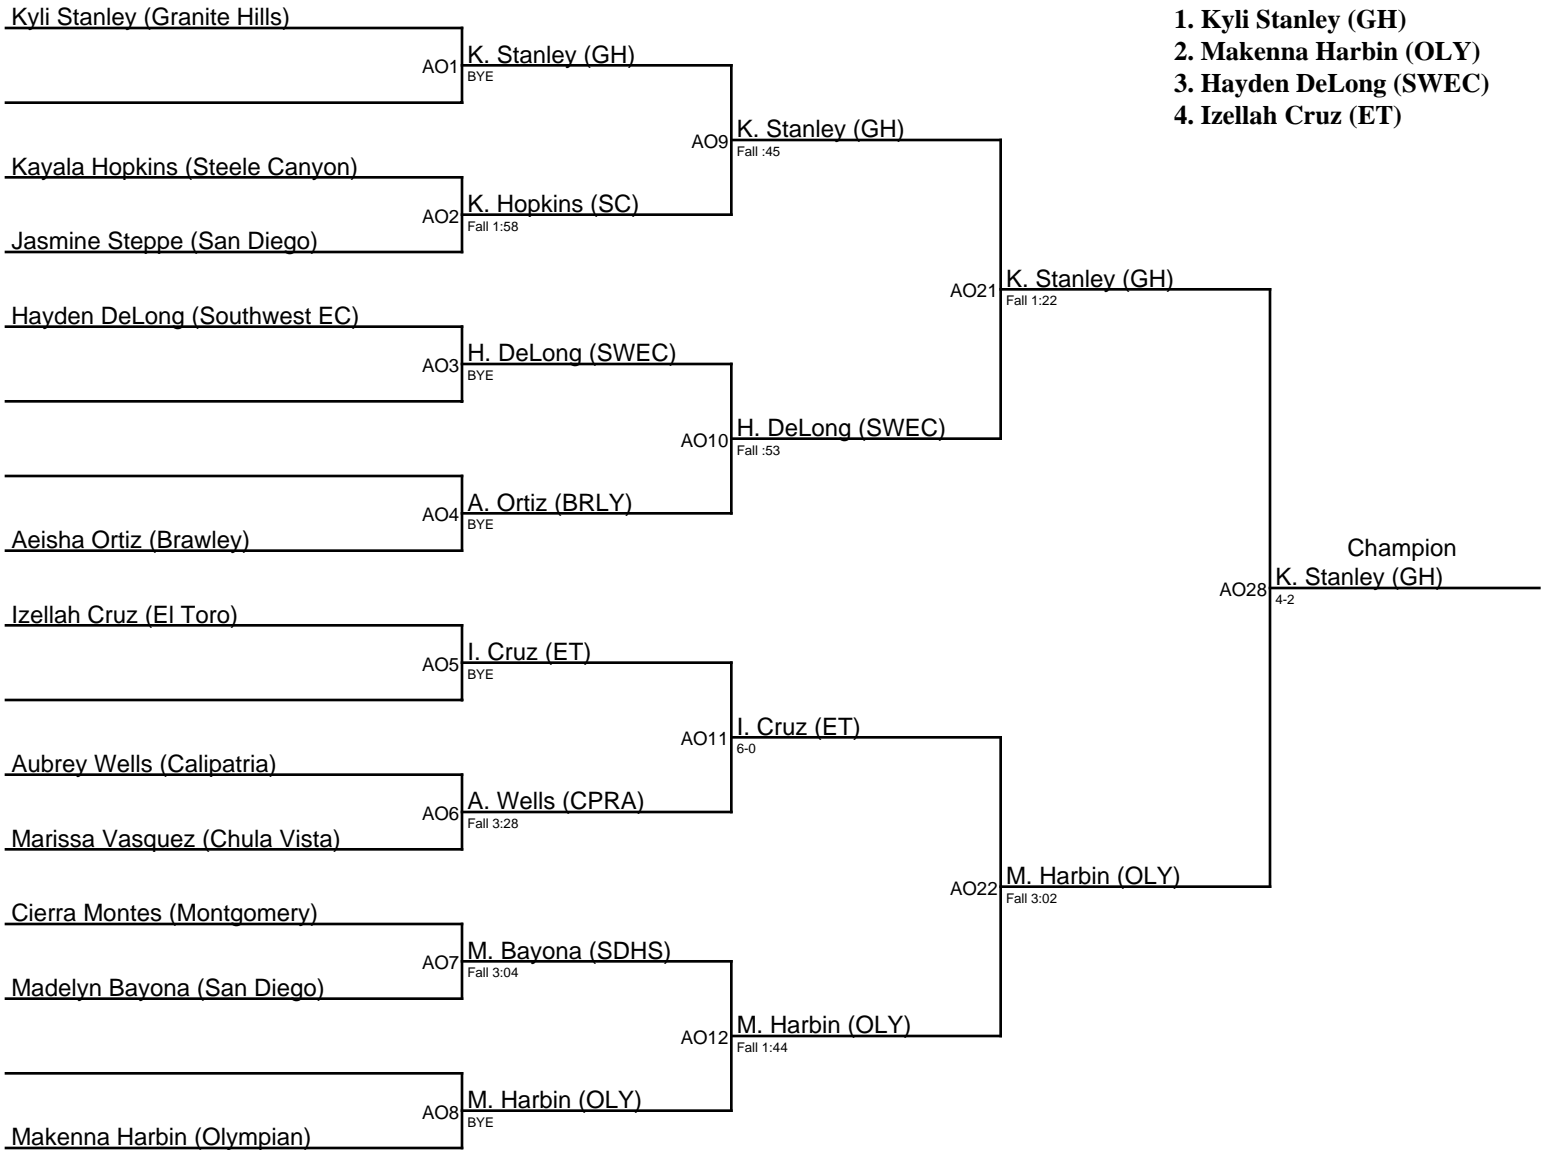 Kyli Stanley (Granite Hills)
1. Kyli Stanley (GH)
2. Makenna Harbin (OLY)
3. Hayden DeLong (SWEC)
4. Izellah Cruz (ET)
AO1
K. Stanley (GH)
BYE
AO9
K. Stanley (GH)
Fall :45
Kayala Hopkins (Steele Canyon)
AO2
K. Hopkins (SC)
Fall 1:58
Jasmine Steppe (San Diego)
AO21
K. Stanley (GH)
Fall 1:22
Hayden DeLong (Southwest EC)
AO3
H. DeLong (SWEC)
BYE
AO10
H. DeLong (SWEC)
Fall :53
AO4
A. Ortiz (BRLY)
BYE
Aeisha Ortiz (Brawley)
Champion
AO28
K. Stanley (GH)
4-2
Izellah Cruz (El Toro)
AO5
I. Cruz (ET)
BYE
AO11
I. Cruz (ET)
6-0
Aubrey Wells (Calipatria)
AO6
A. Wells (CPRA)
Fall 3:28
Marissa Vasquez (Chula Vista)
AO22
M. Harbin (OLY)
Fall 3:02
Cierra Montes (Montgomery)
AO7
M. Bayona (SDHS)
Fall 3:04
Madelyn Bayona (San Diego)
AO12
M. Harbin (OLY)
Fall 1:44
AO8
M. Harbin (OLY)
BYE
Makenna Harbin (Olympian)